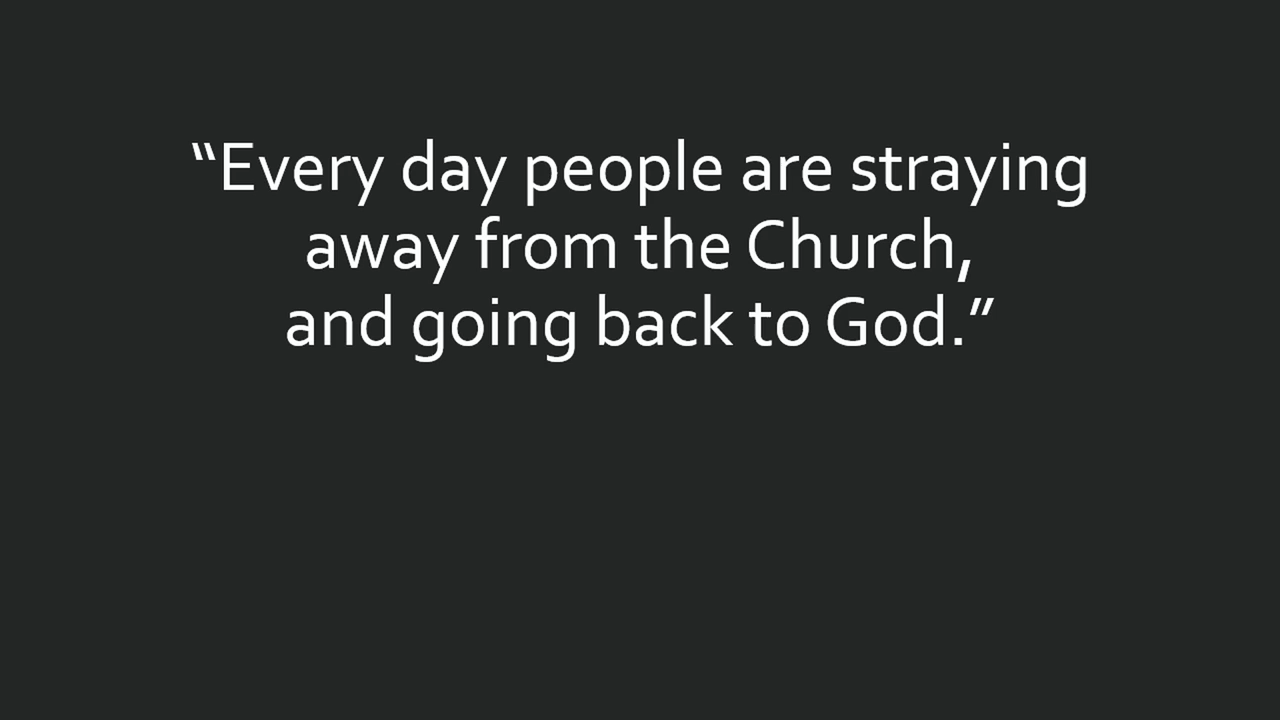 “Every day people are straying
away from the Church,
and going back to God.”